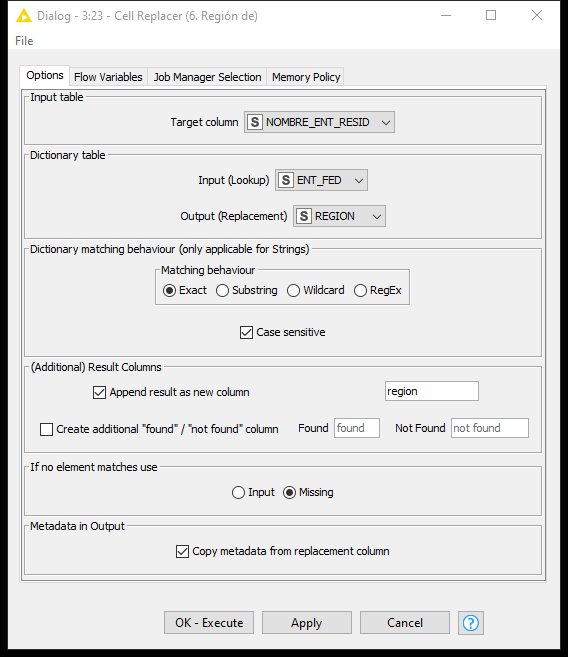 Dialog - 3:23 - Cell Replacer (6. Región de)
File
Options Flow Variables Job Manager Selection Memory Policy
Input table
Target column S NOMBRE_ENT_RESID
Dictionary table
Input (Lookup) S ENT_FED
Output (Replacement) S REGION
Dictionary matching behaviour (only applicable for Strings)
Matching behaviour
Exact Substring Wildcard RegEx
Case sensitive
(Additional) Result Columns
Append result as new column region
Create additional "found" / "not found" column Found found Not Found not found
If no element matches use
Input Missing
Metadata in Output
Copy metadata from replacement column
OK - Execute Apply Cancel ?